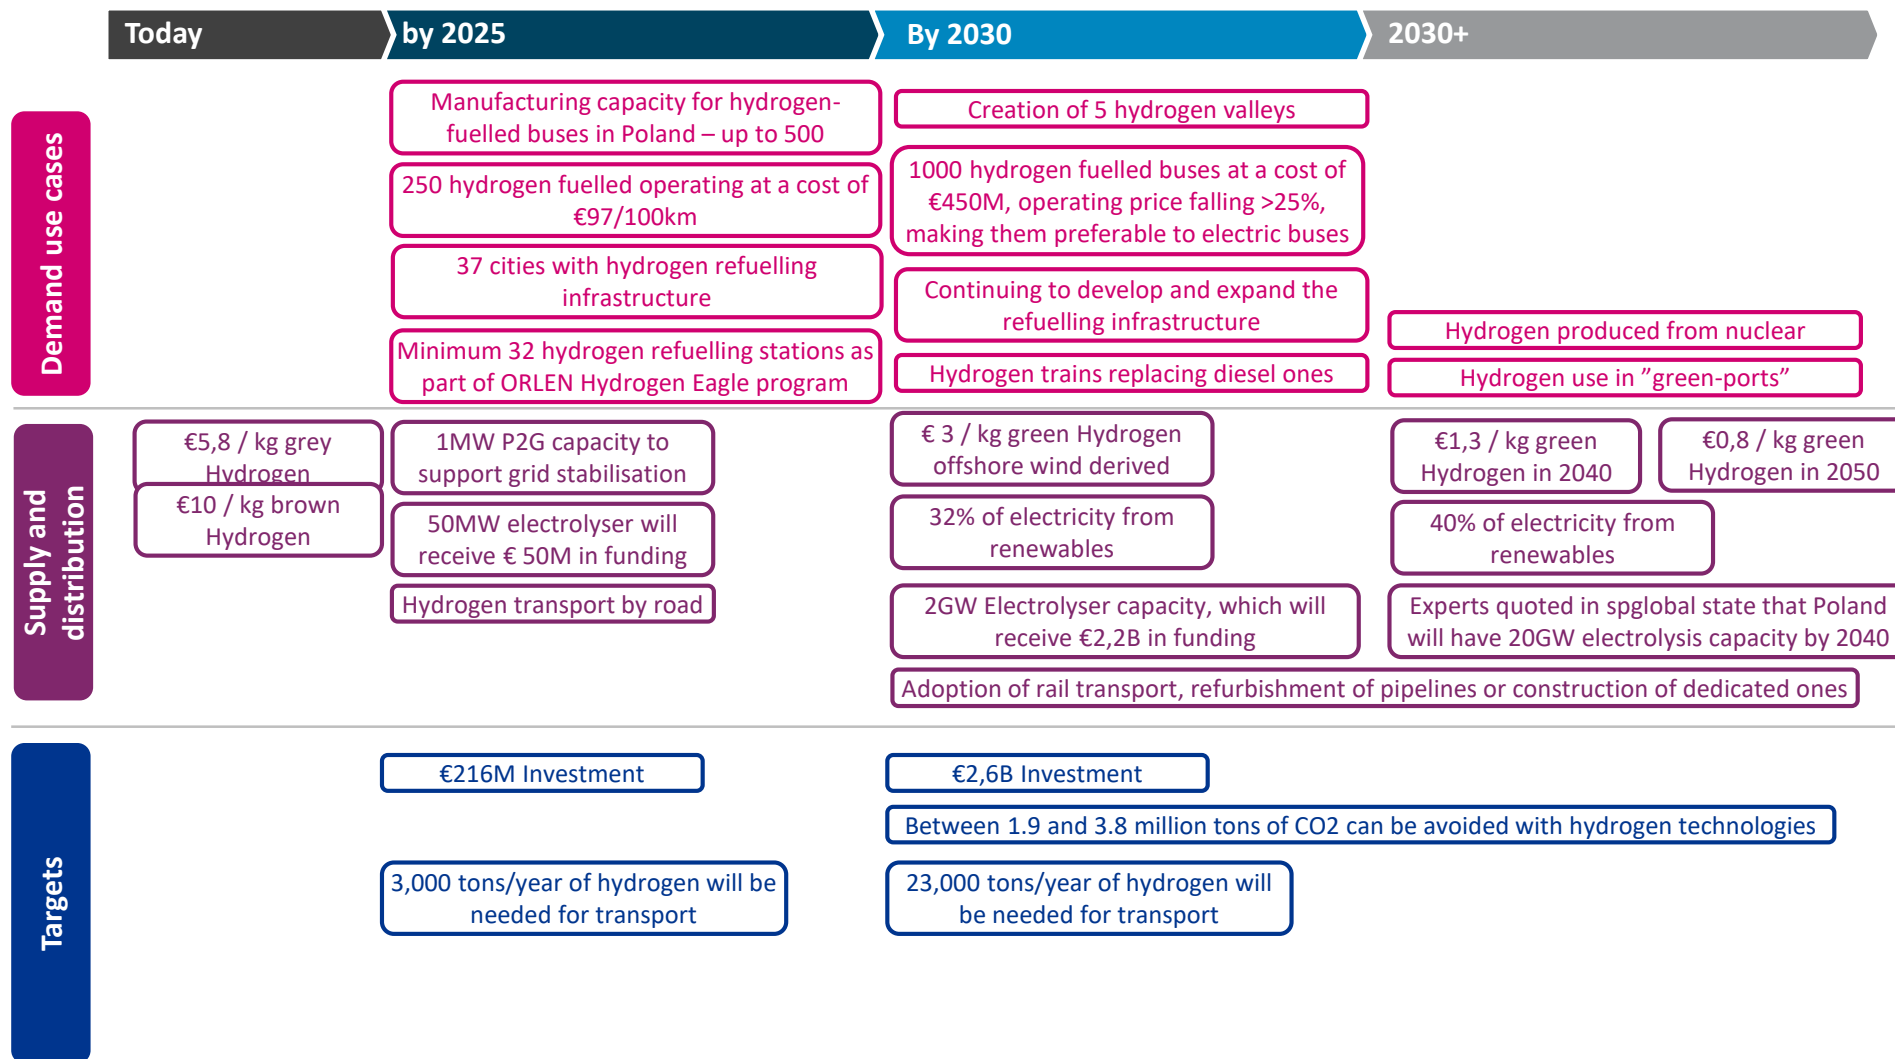 Today
by 2025
By 2030
2030+
Demand use cases
Manufacturing capacity for hydrogen-
fuelled buses in Poland – up to 500
250 hydrogen fuelled operating at a cost of
€97/100km
37 cities with hydrogen refuelling
infrastructure
Minimum 32 hydrogen refuelling stations as
part of ORLEN Hydrogen Eagle program
Creation of 5 hydrogen valleys
1000 hydrogen fuelled buses at a cost of
€450M, operating price falling >25%,
making them preferable to electric buses
Continuing to develop and expand the
refuelling infrastructure
Hydrogen trains replacing diesel ones
Hydrogen produced from nuclear
Hydrogen use in ”green-ports”
Supply and
distribution
€5,8 / kg grey
Hydrogen
€10 / kg brown
Hydrogen
1MW P2G capacity to
support grid stabilisation
50MW electrolyser will
receive € 50M in funding
Hydrogen transport by road
€ 3 / kg green Hydrogen
offshore wind derived
32% of electricity from
renewables
2GW Electrolyser capacity, which will
receive €2,2B in funding
€1,3 / kg green
Hydrogen in 2040
€0,8 / kg green
Hydrogen in 2050
40% of electricity from
renewables
Experts quoted in spglobal state that Poland
will have 20GW electrolysis capacity by 2040
Adoption of rail transport, refurbishment of pipelines or construction of dedicated ones
Targets
€216M Investment
€2,6B Investment
Between 1.9 and 3.8 million tons of CO2 can be avoided with hydrogen technologies
3,000 tons/year of hydrogen will be
needed for transport
23,000 tons/year of hydrogen will
be needed for transport